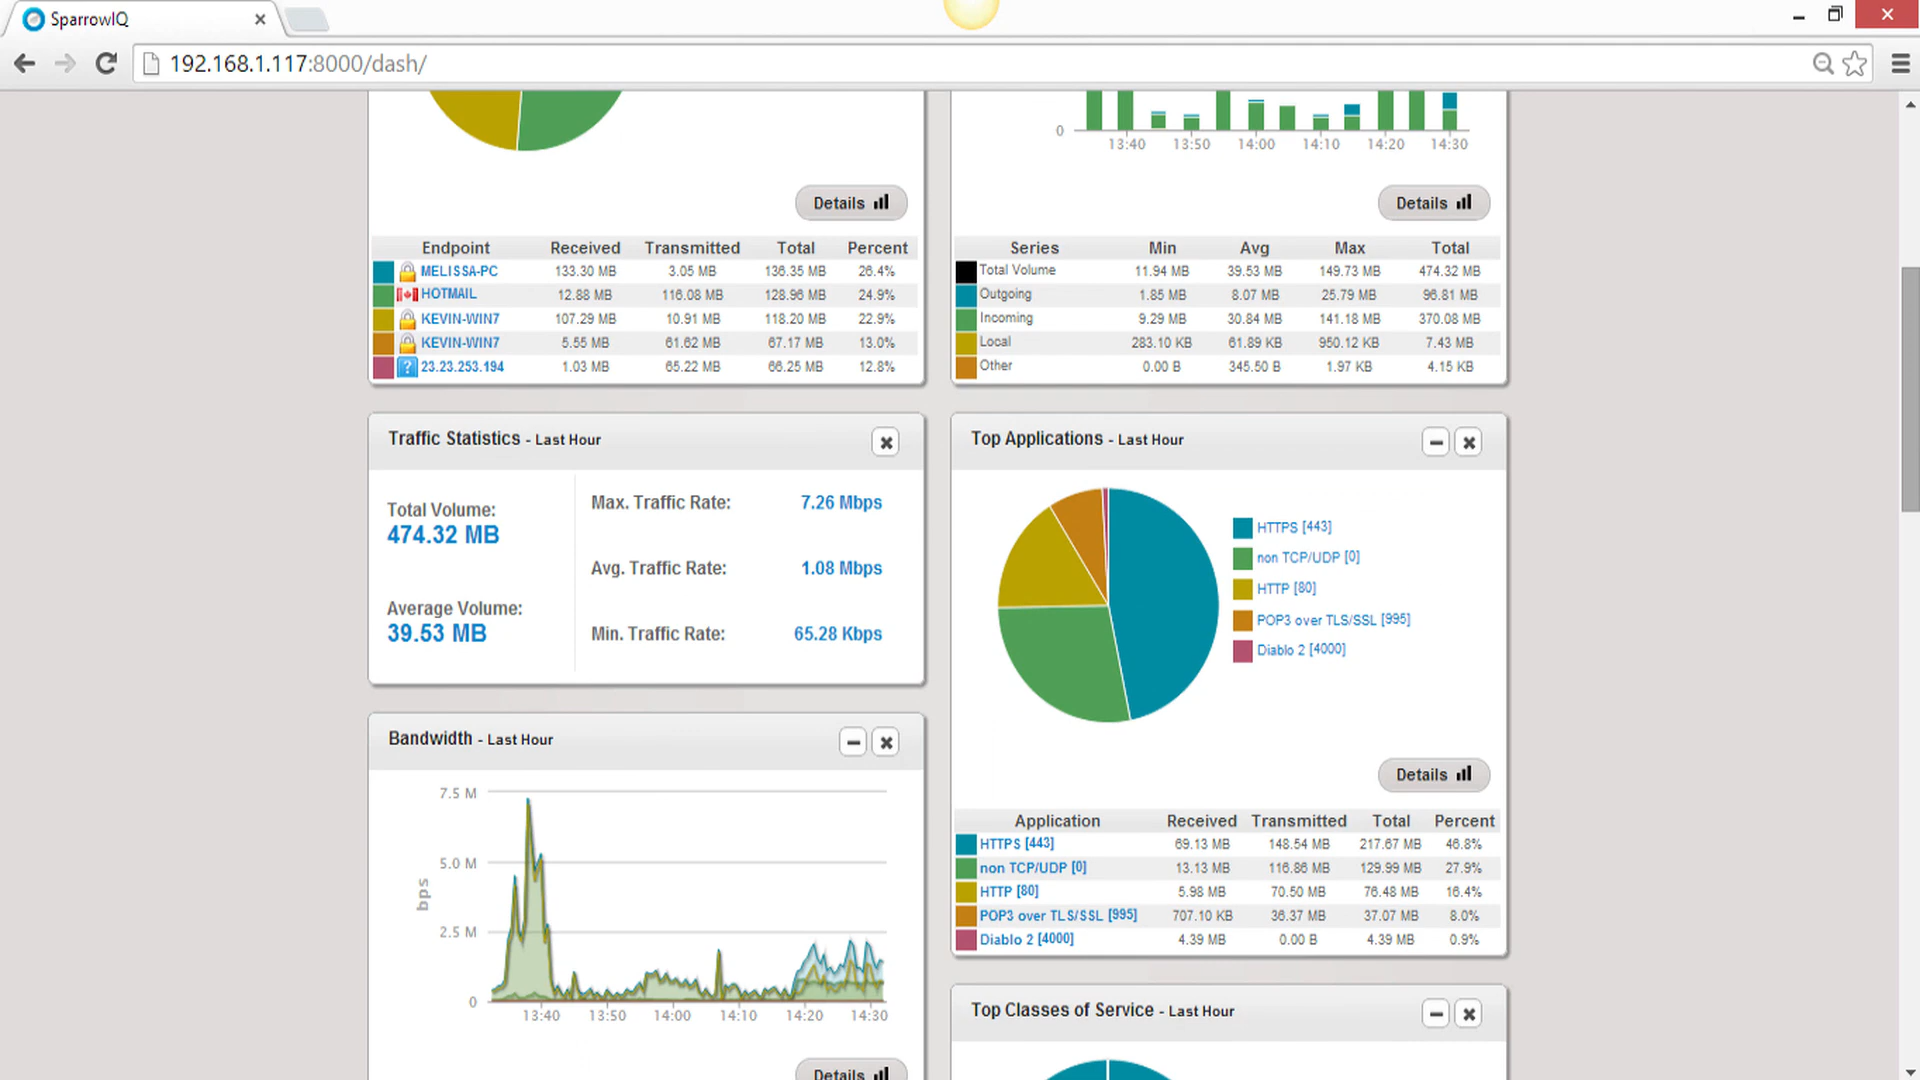 SparrowIQ
192.168.1.117:8000/dash/
Details
Endpoint Received Transmitted Total Percent
MELISSA-PC 133.30 MB 3.05 MB 136.35 MB 26.4%
HOTMAIL 12.88 MB 116.08 MB 128.96 MB 24.9%
KEVIN-WIN7 107.29 MB 10.91 MB 118.20 MB 22.9%
KEVIN-WIN7 5.55 MB 61.62 MB 67.17 MB 13.0%
? 23.23.253.194 1.03 MB 65.22 MB 66.25 MB 12.8%
0
13:40 13:50 14:00 14:10 14:20 14:30
Details
Series Min Avg Max Total
Total Volume 11.94 MB 39.53 MB 149.73 MB 474.32 MB
Outgoing 1.85 MB 8.07 MB 25.79 MB 96.81 MB
Incoming 9.29 MB 30.84 MB 141.18 MB 370.08 MB
Local 283.10 KB 61.89 KB 950.12 KB 7.43 MB
Other 0.00 B 345.50 B 1.97 KB 4.15 KB
Traffic Statistics - Last Hour
Total Volume:
474.32 MB
Average Volume:
39.53 MB
Max. Traffic Rate: 7.26 Mbps
Avg. Traffic Rate: 1.08 Mbps
Min. Traffic Rate: 65.28 Kbps
Top Applications - Last Hour
HTTPS [443]
non TCP/UDP [0]
HTTP [80]
POP3 over TLS/SSL [995]
Diablo 2 [4000]
Details
Application Received Transmitted Total Percent
HTTPS [443] 69.13 MB 148.54 MB 217.67 MB 46.8%
non TCP/UDP [0] 13.13 MB 116.86 MB 129.99 MB 27.9%
HTTP [80] 5.98 MB 70.50 MB 76.48 MB 16.4%
POP3 over TLS/SSL [995] 707.10 KB 36.37 MB 37.07 MB 8.0%
Diablo 2 [4000] 4.39 MB 0.00 B 4.39 MB 0.9%
Bandwidth - Last Hour
7.5 M
5.0 M
bps
2.5 M
0
13:40 13:50 14:00 14:10 14:20 14:30
Details
Top Classes of Service - Last Hour